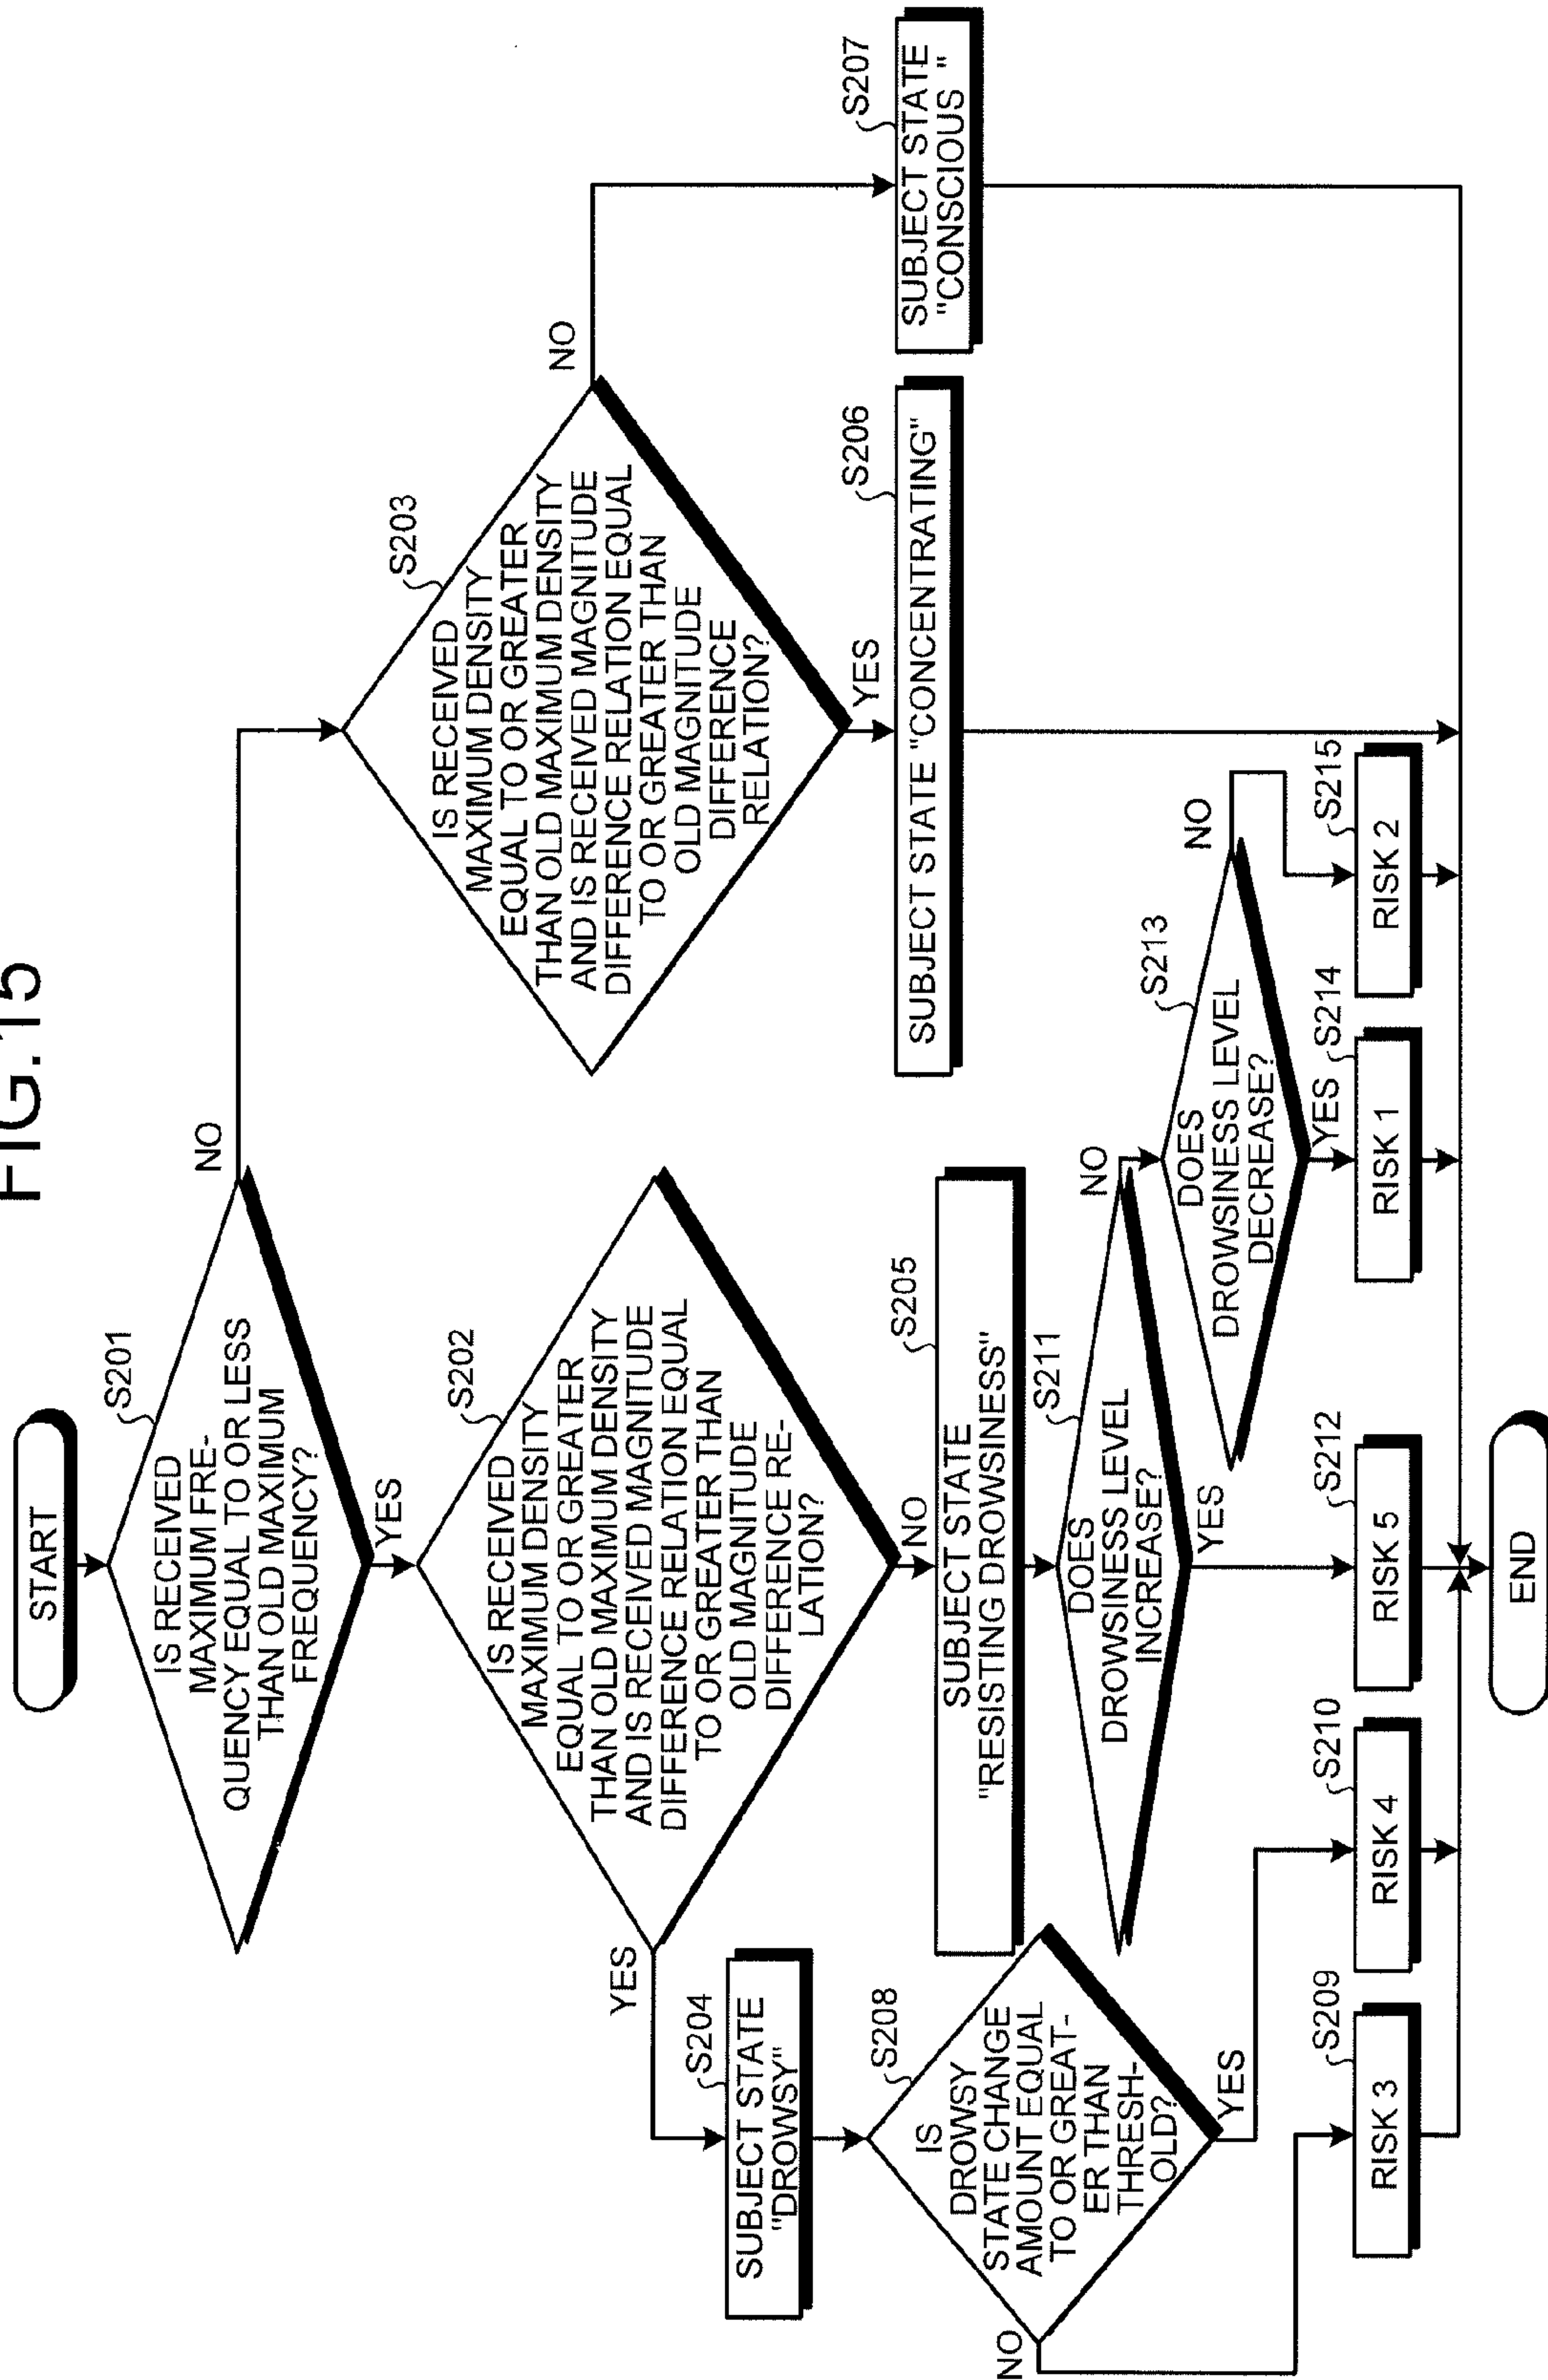 FIG.15
START
S201
IS RECEIVED
MAXIMUM FRE-
QUENCY EQUAL TO OR LESS
THAN OLD MAXIMUM
FREQUENCY?
NO
YES
S202
IS RECEIVED
MAXIMUM DENSITY
EQUAL TO OR GREATER
THAN OLD MAXIMUM DENSITY
AND IS RECEIVED MAGNITUDE
DIFFERENCE RELATION EQUAL
TO OR GREATER THAN
OLD MAGNITUDE
DIFFERENCE RE-
LATION?
YES
NO
S203
IS RECEIVED
MAXIMUM DENSITY
EQUAL TO OR GREATER
THAN OLD MAXIMUM DENSITY
AND IS RECEIVED MAGNITUDE
DIFFERENCE RELATION EQUAL
TO OR GREATER THAN
OLD MAGNITUDE
DIFFERENCE
RELATION?
NO
YES
S204
SUBJECT STATE
"DROWSY"
S205
SUBJECT STATE
"RESISTING DROWSINESS"
S206
SUBJECT STATE "CONCENTRATING"
S207
SUBJECT STATE
"CONSCIOUS "
S208
IS
DROWSY
STATE CHANGE
AMOUNT EQUAL
TO OR GREAT-
ER THAN
THRESH-
OLD?
NO
YES
S211
DOES
DROWSINESS LEVEL
INCREASE?
NO
YES
S213
DOES
DROWSINESS LEVEL
DECREASE?
NO
YES
S209
RISK 3
S210
RISK 4
S212
RISK 5
S214
RISK 1
S215
RISK 2
END